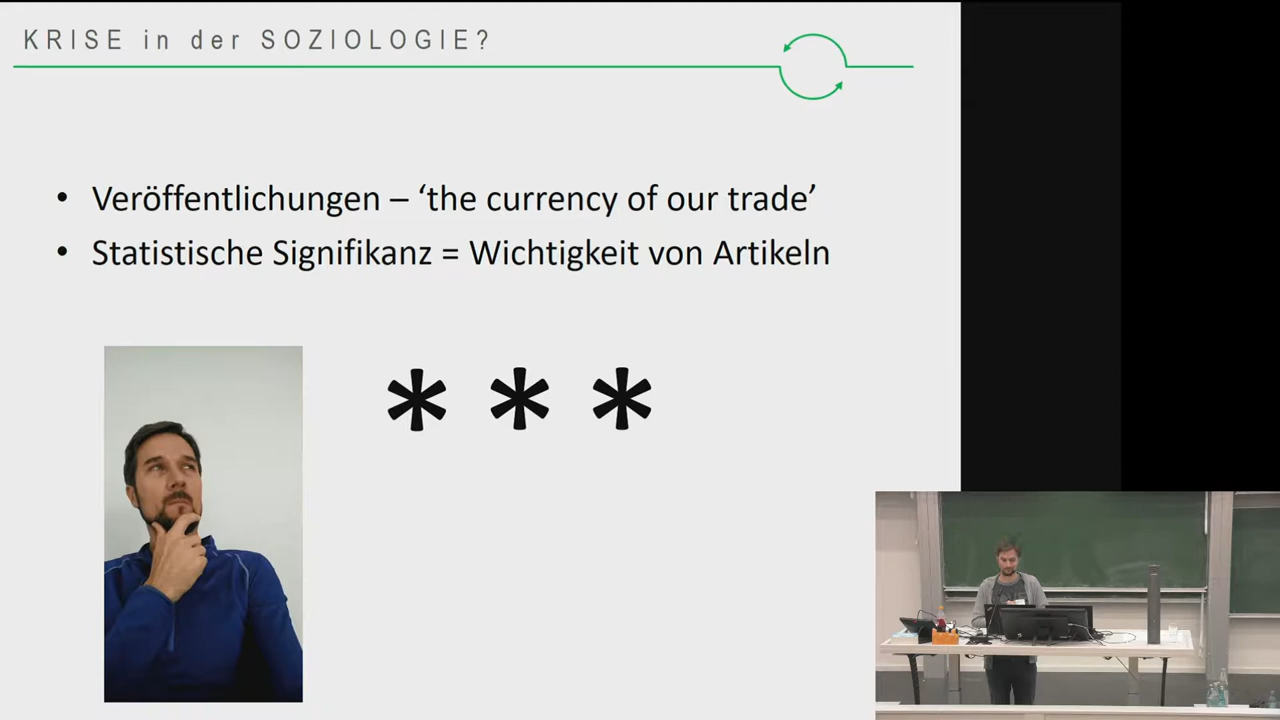 KRISE in der SOZIOLOGIE?
• Veröffentlichungen – ‘the currency of our trade’
• Statistische Signifikanz = Wichtigkeit von Artikeln
* * *